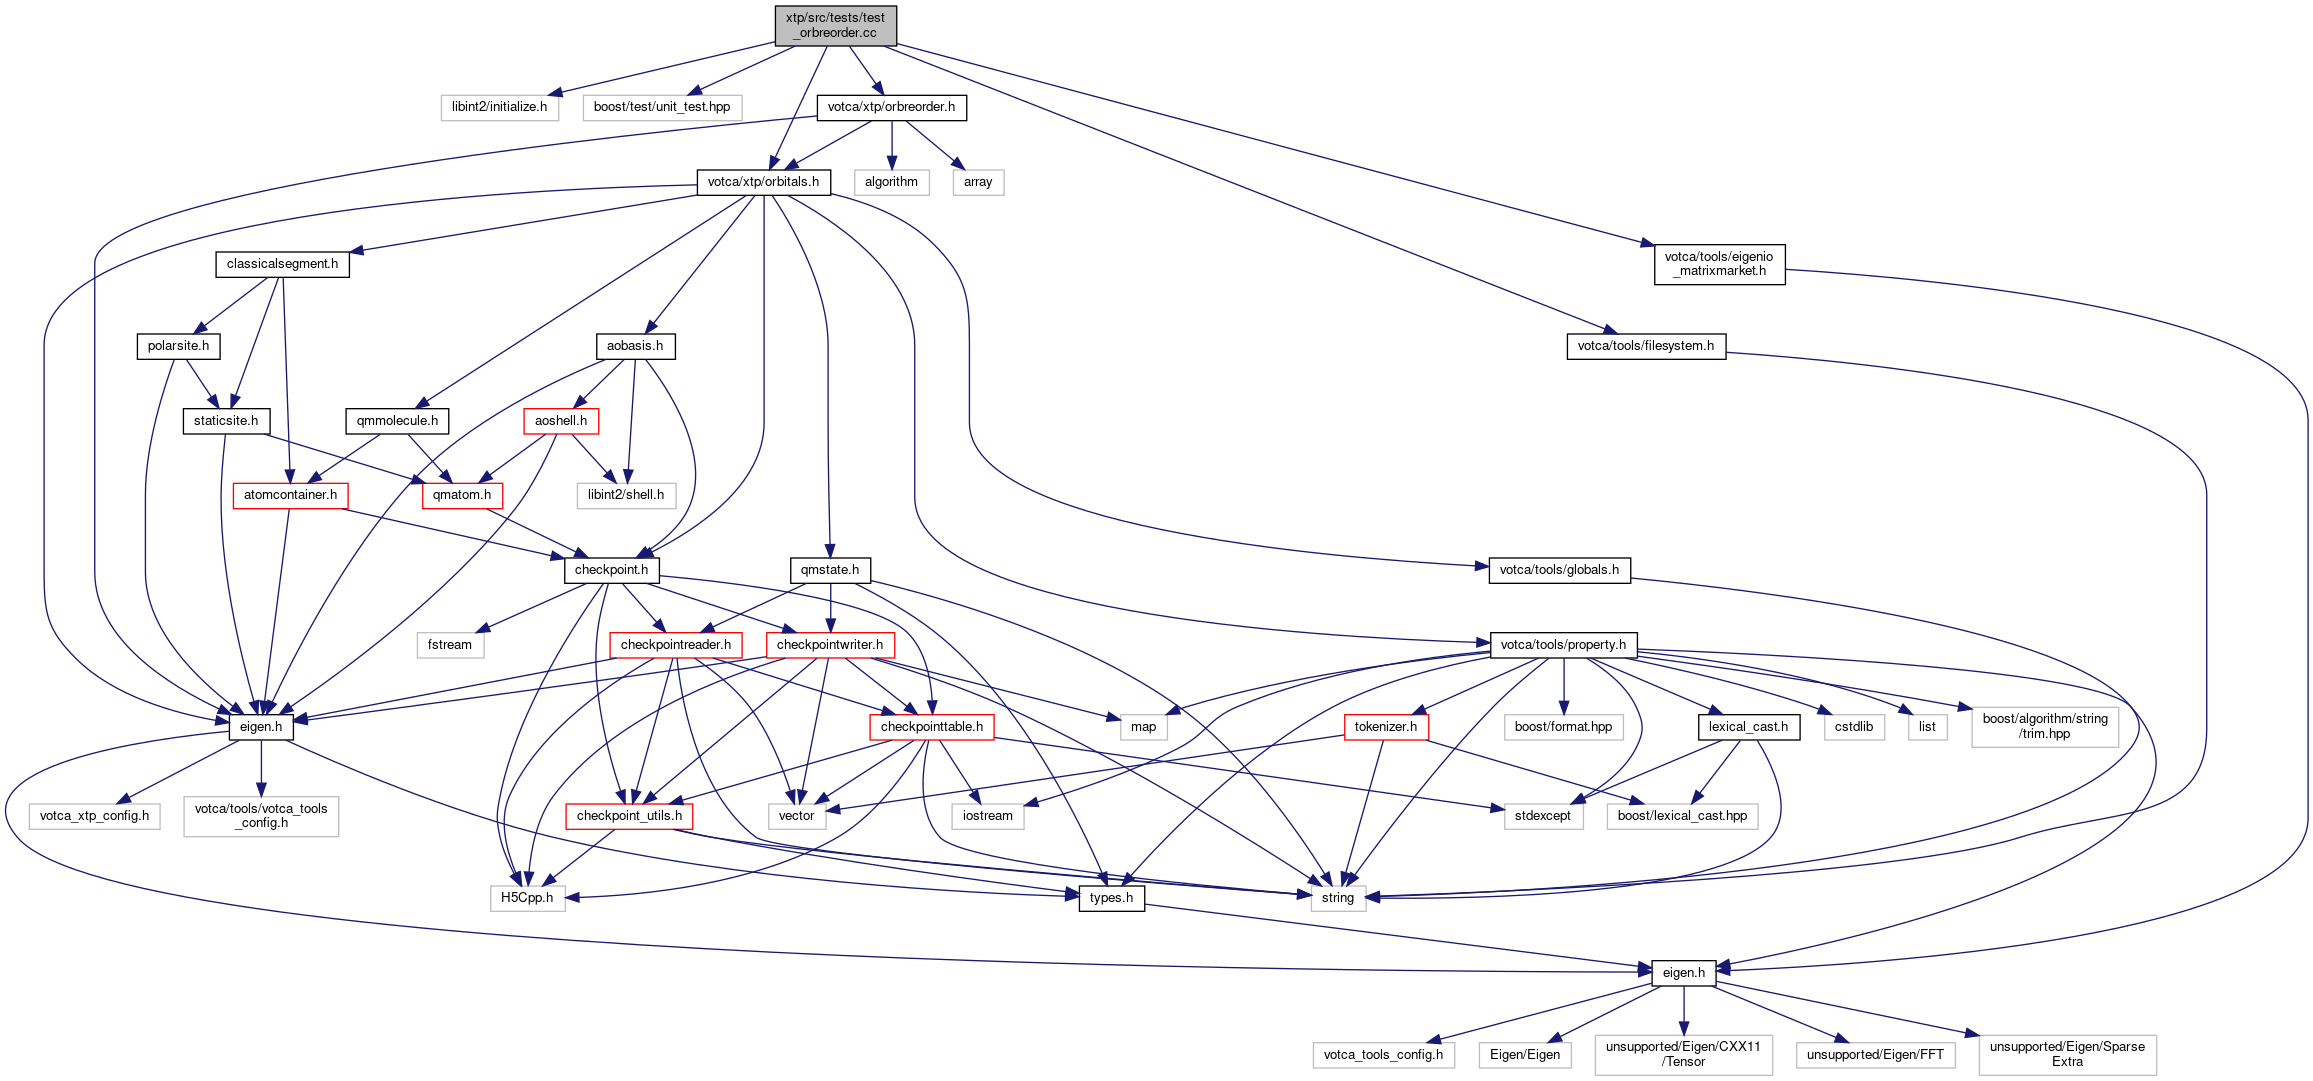 xtp/src/tests/test
_orbreorder.cc
libint2/initialize.h
boost/test/unit_test.hpp
votca/xtp/orbreorder.h
votca/xtp/orbitals.h
algorithm
array
classicalsegment.h
votca/tools/eigenio
_matrixmarket.h
polarsite.h
aobasis.h
votca/tools/filesystem.h
staticsite.h
qmmolecule.h
aoshell.h
atomcontainer.h
qmatom.h
libint2/shell.h
checkpoint.h
qmstate.h
votca/tools/globals.h
fstream
checkpointreader.h
checkpointwriter.h
votca/tools/property.h
eigen.h
checkpointtable.h
map
tokenizer.h
boost/format.hpp
lexical_cast.h
cstdlib
list
boost/algorithm/string
/trim.hpp
votca_xtp_config.h
votca/tools/votca_tools
_config.h
checkpoint_utils.h
vector
iostream
stdexcept
boost/lexical_cast.hpp
H5Cpp.h
types.h
string
eigen.h
votca_tools_config.h
Eigen/Eigen
unsupported/Eigen/CXX11
/Tensor
unsupported/Eigen/FFT
unsupported/Eigen/Sparse
Extra